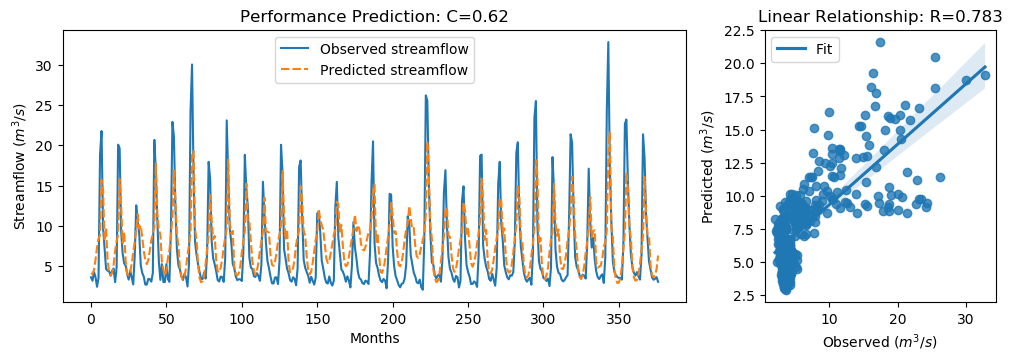 Performance Prediction: C=0.62
Observed streamflow
Predicted streamflow
Streamflow (m³/s)
30
25
20
15
10
5
0
50
100
150
200
250
300
350
Months
Linear Relationship: R=0.783
Fit
Predicted (m³/s)
22.5
20.0
17.5
15.0
12.5
10.0
7.5
5.0
2.5
10
20
30
Observed (m³/s)